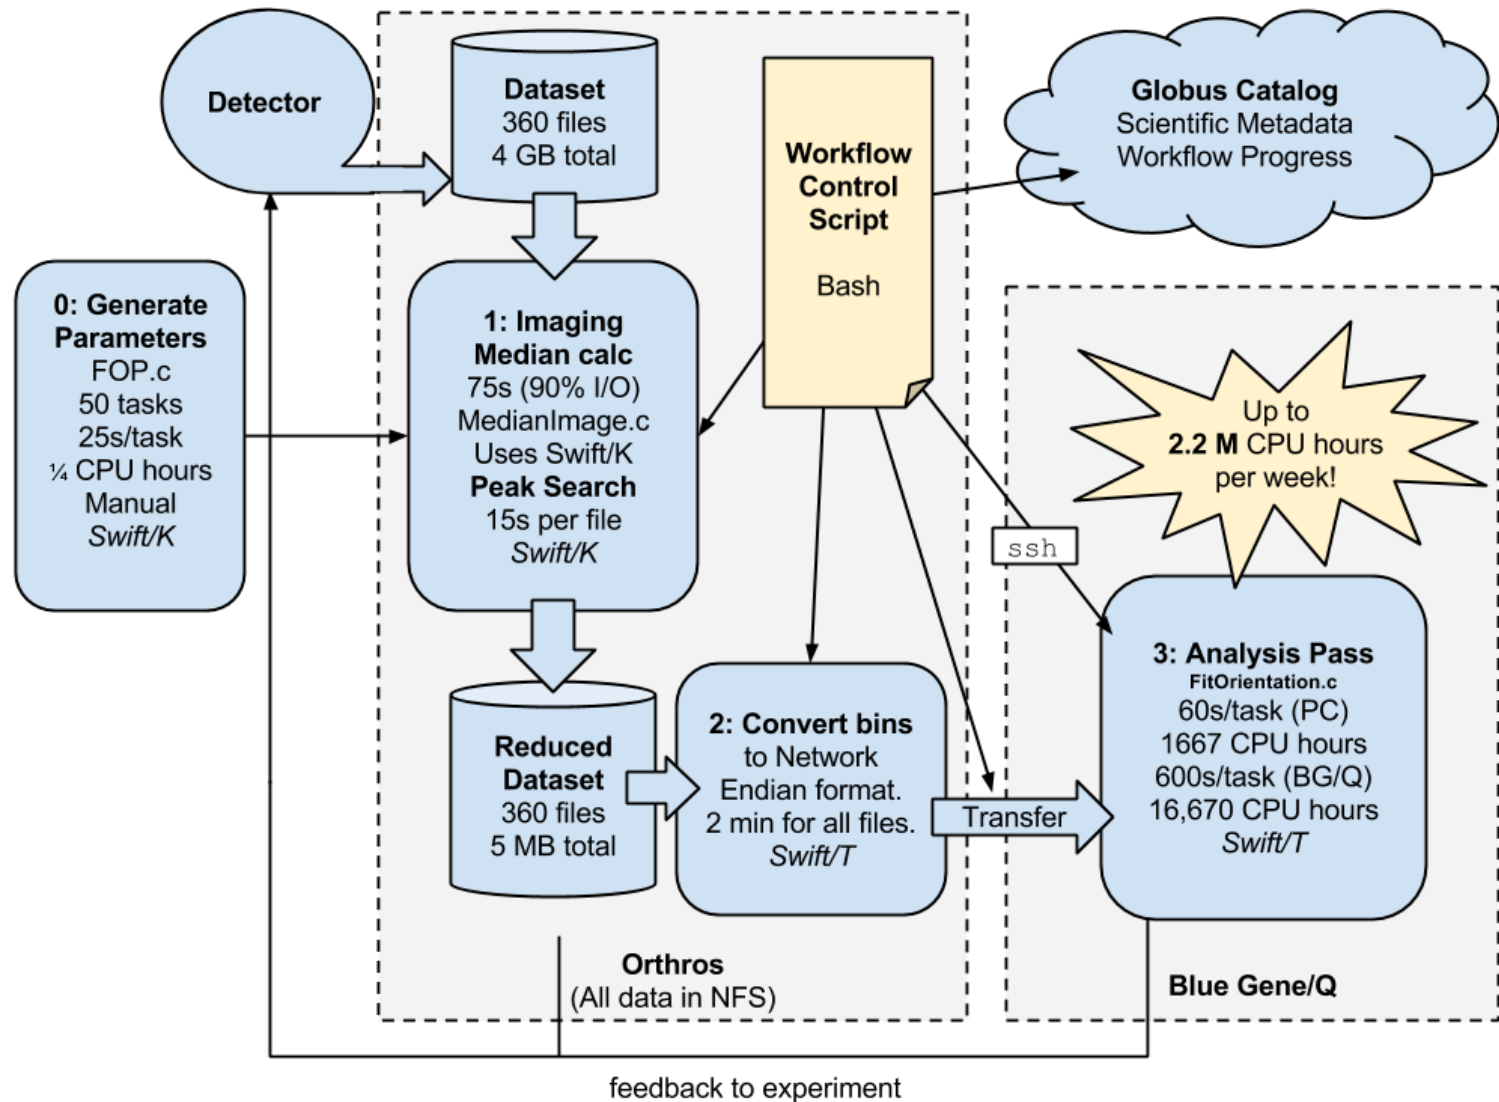 Detector
Dataset
360 files
4 GB total
Workflow
Control
Script
Bash
Globus Catalog
Scientific Metadata
Workflow Progress
0: Generate
Parameters
FOP.c
50 tasks
25s/task
¼ CPU hours
Manual
Swift/K
1: Imaging
Median calc
75s (90% I/O)
MedianImage.c
Uses Swift/K
Peak Search
15s per file
Swift/K
Up to
2.2 M CPU hours
per week!
ssh
Reduced
Dataset
360 files
5 MB total
2: Convert bins
to Network
Endian format.
2 min for all files.
Swift/T
Transfer
3: Analysis Pass
FitOrientation.c
60s/task (PC)
1667 CPU hours
600s/task (BG/Q)
16,670 CPU hours
Swift/T
Orthros
(All data in NFS)
Blue Gene/Q
feedback to experiment